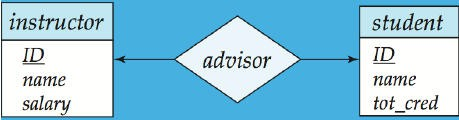 instructor
ID
name
salary
advisor
student
ID
name
tot_cred